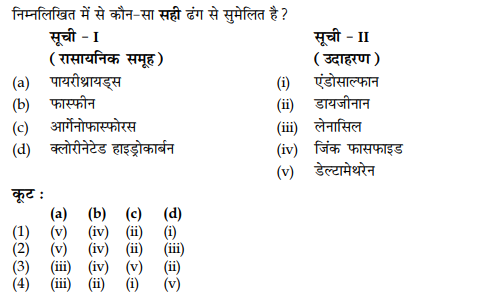 निम्नलिखित में से कौन-सा सही ढंग से सुमेलित है ?
सूची - I सूची - II
( रासायनिक समूह ) ( उदाहरण )
(a) पायरीथ्रायड्स (i) एंडोसाल्फान
(b) फास्फीन (ii) डायजीनान
(c) आर्गेनोफास्फोरस (iii) लेनासिल
(d) क्लोरीनेटेड हाइड्रोकार्बन (iv) जिंक फासफाइड
(v) डेल्टामेथरेन
कूट :
(a) (b) (c) (d)
(1) (v) (iv) (ii) (i)
(2) (v) (iv) (ii) (iii)
(3) (iii) (iv) (v) (ii)
(4) (iii) (ii) (i) (v)